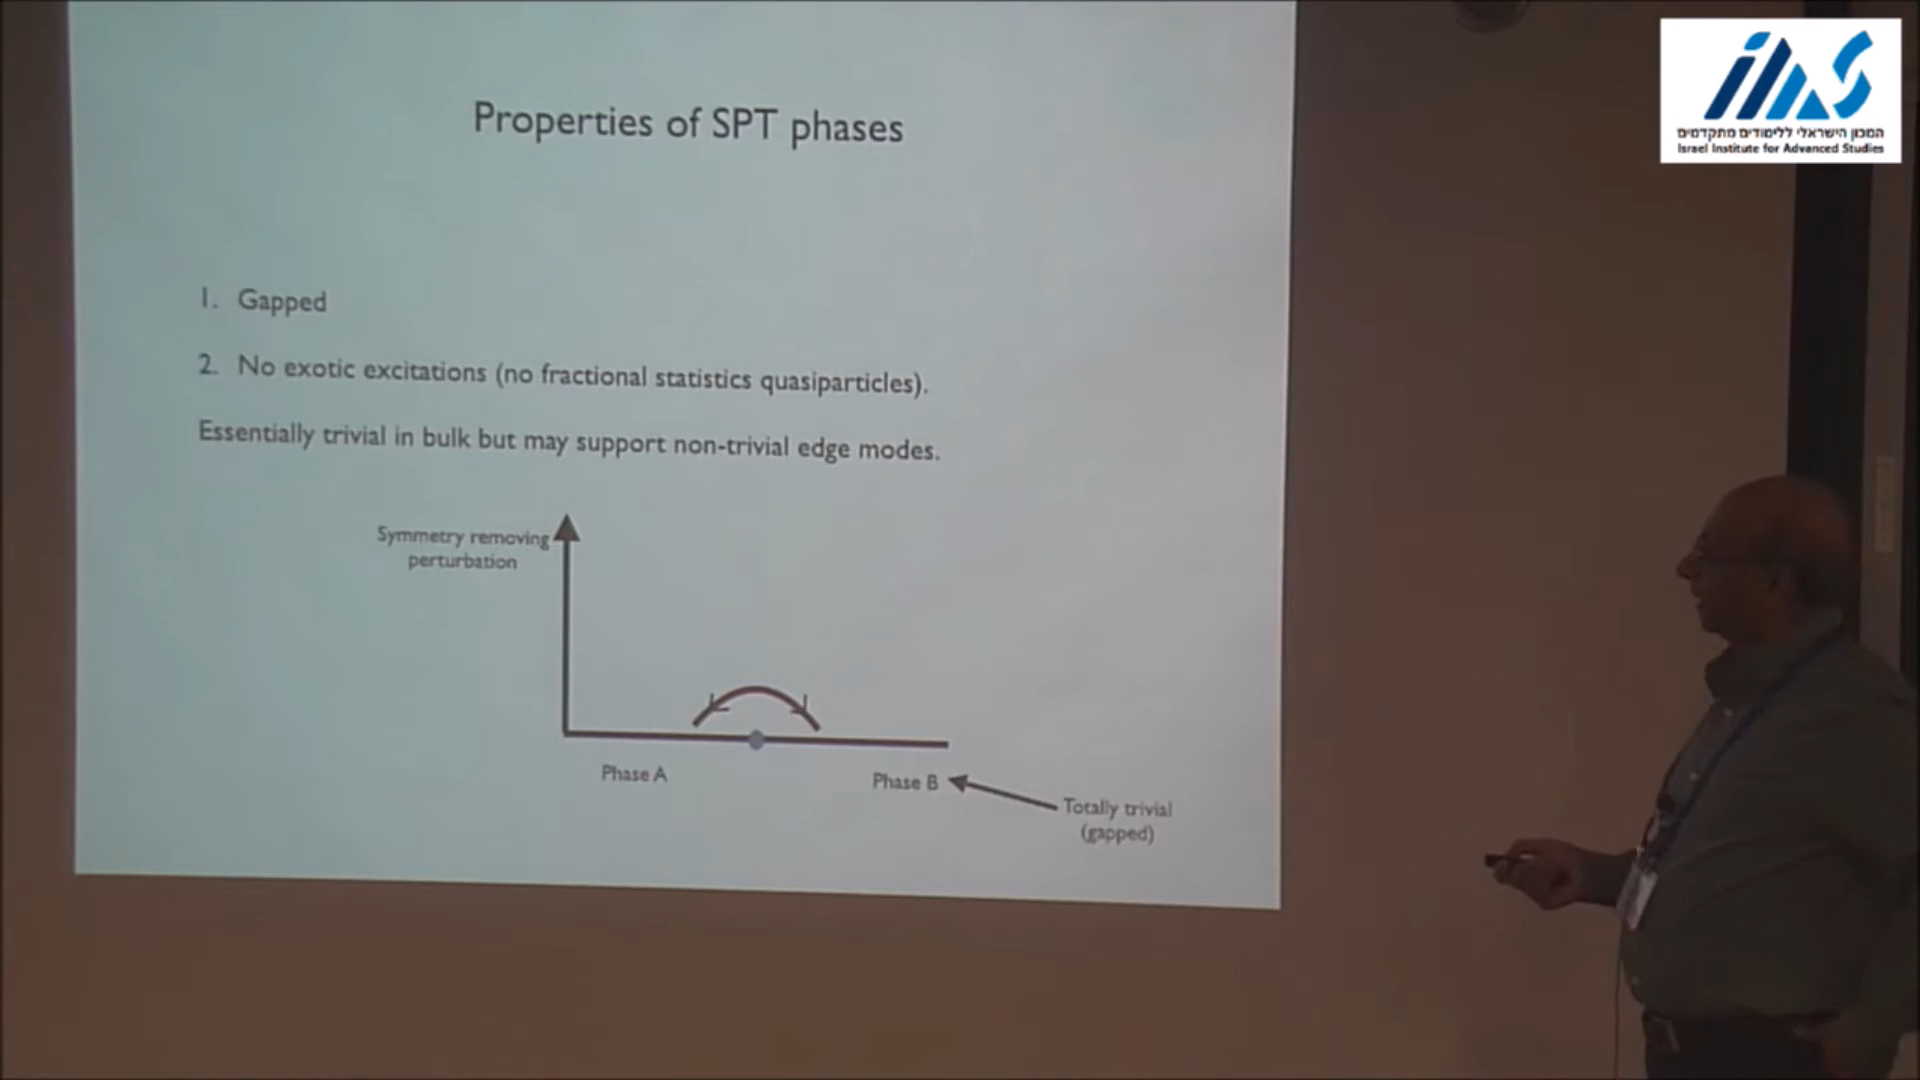 Properties of SPT phases
1. Gapped
2. No exotic excitations (no fractional statistics quasiparticles).
Essentially trivial in bulk but may support non-trivial edge modes.
Symmetry removing
perturbation
Phase A
Phase B
Totally trivial
(gapped)
המכון הישראלי ללימודים מתקדמים
Israel Institute for Advanced Studies